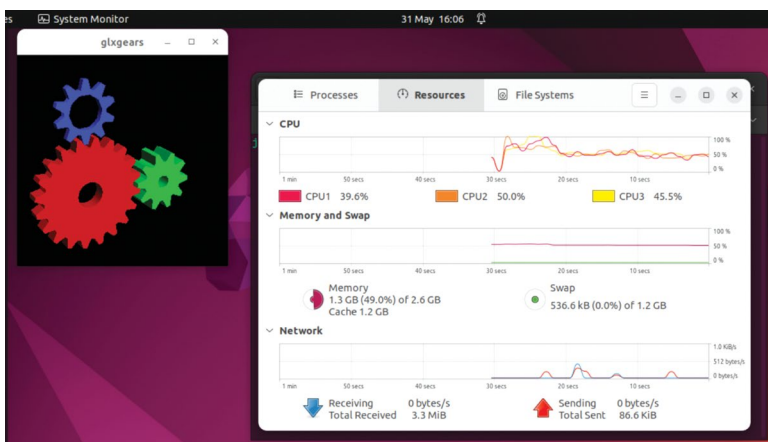 es System Monitor 31 May 16:06
glxgears
Processes Resources File Systems
CPU
100 %
50 %
0 %
1 min 50 secs 40 secs 30 secs 20 secs 10 secs
CPU1 39.6% CPU2 50.0% CPU3 45.5%
Memory and Swap
100 %
50 %
0 %
1 min 50 secs 40 secs 30 secs 20 secs 10 secs
Memory
1.3 GB (49.0%) of 2.6 GB
Cache 1.2 GB
Swap
536.6 kB (0.0%) of 1.2 GB
Network
1.0 KiB/s
512 bytes/s
0 bytes/s
1 min 50 secs 40 secs 30 secs 20 secs 10 secs
Receiving 0 bytes/s
Total Received 3.3 MiB
Sending 0 bytes/s
Total Sent 86.6 KiB